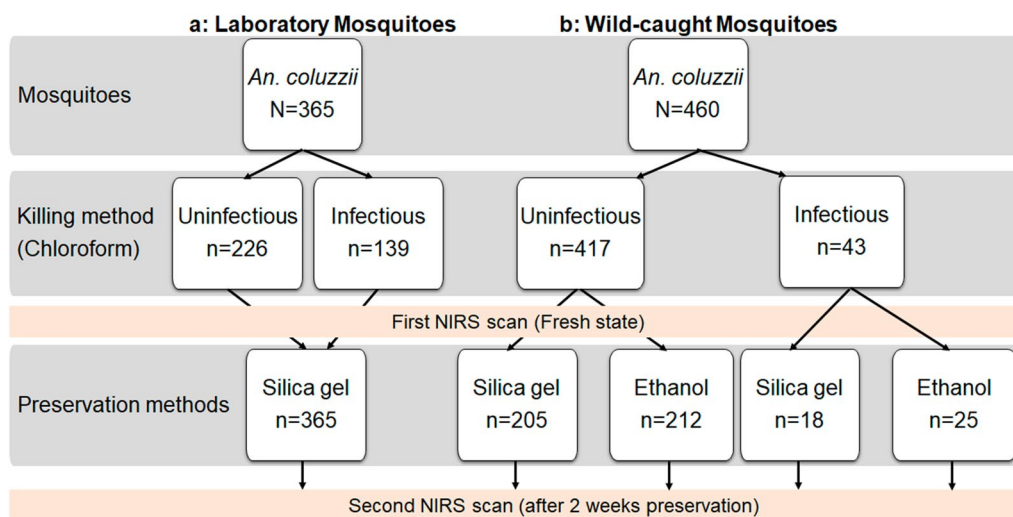 a: Laboratory Mosquitoes
b: Wild-caught Mosquitoes
Mosquitoes
An. coluzzii
N=365
An. coluzzii
N=460
Killing method
(Chloroform)
Uninfectious
n=226
Infectious
n=139
Uninfectious
n=417
Infectious
n=43
First NIRS scan (Fresh state)
Preservation methods
Silica gel
n=365
Silica gel
n=205
Ethanol
n=212
Silica gel
n=18
Ethanol
n=25
Second NIRS scan (after 2 weeks preservation)